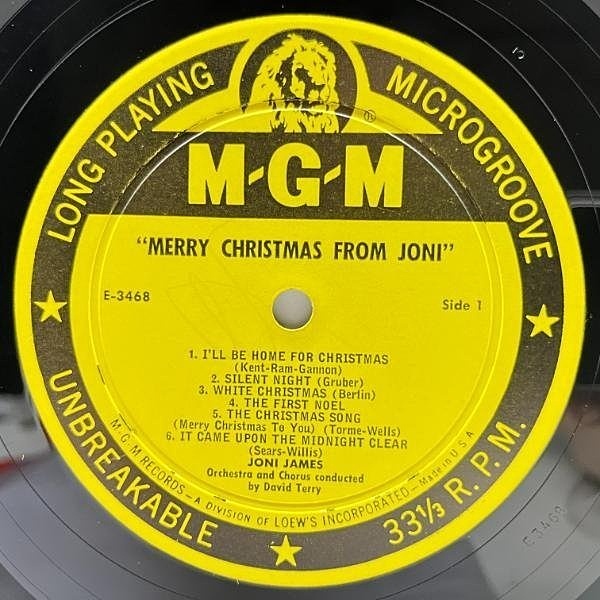 LONG PLAYING
MICROGROOVE
®
M-G-M
"MERRY CHRISTMAS FROM JONI"
E-3468
Side 1
1. I'LL BE HOME FOR CHRISTMAS
(Kent-Ram-Gannon)
2. SILENT NIGHT (Gruber)
3. WHITE CHRISTMAS (Berlin)
4. THE FIRST NOEL
5. THE CHRISTMAS SONG
(Merry Christmas To You) (Torme-Wells)
6. IT CAME UPON THE MIDNIGHT CLEAR
(Sears-Willis)
JONI JAMES
Orchestra and Chorus conducted
by David Terry
M-G-M RECORDS—A DIVISION OF LOEW'S INCORPORATED—Made in U.S.A
UNBREAKABLE
33⅓ R.P.M.
E3468